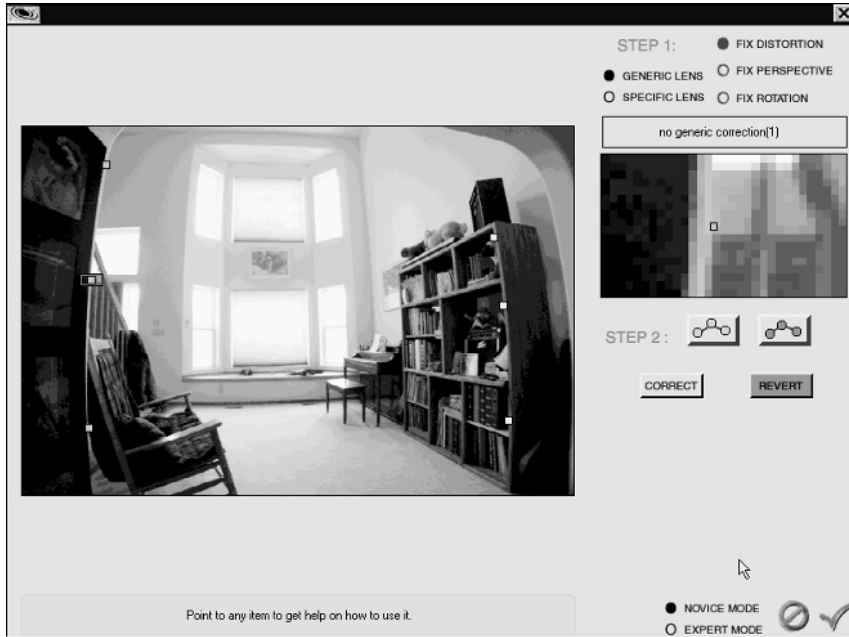 STEP 1:
FIX DISTORTION
GENERIC LENS
FIX PERSPECTIVE
SPECIFIC LENS
FIX ROTATION
no generic correction(1)
STEP 2 :
CORRECT
REVERT
Point to any item to get help on how to use it.
NOVICE MODE
EXPERT MODE